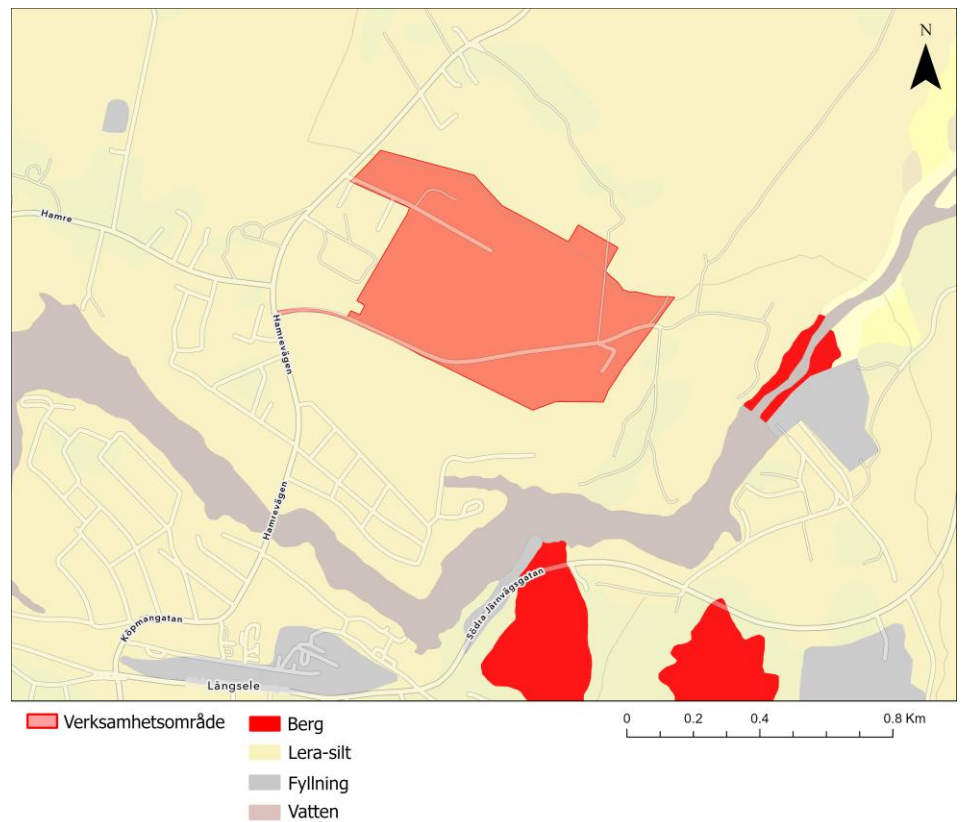 N
Hamre
Hamrevägen
Hamrevägen
Södra Järnvägsgatan
Köpmangatan
Långsele
Verksamhetsområde
Berg
Lera-silt
Fyllning
Vatten
0 0.2 0.4 0.8 Km